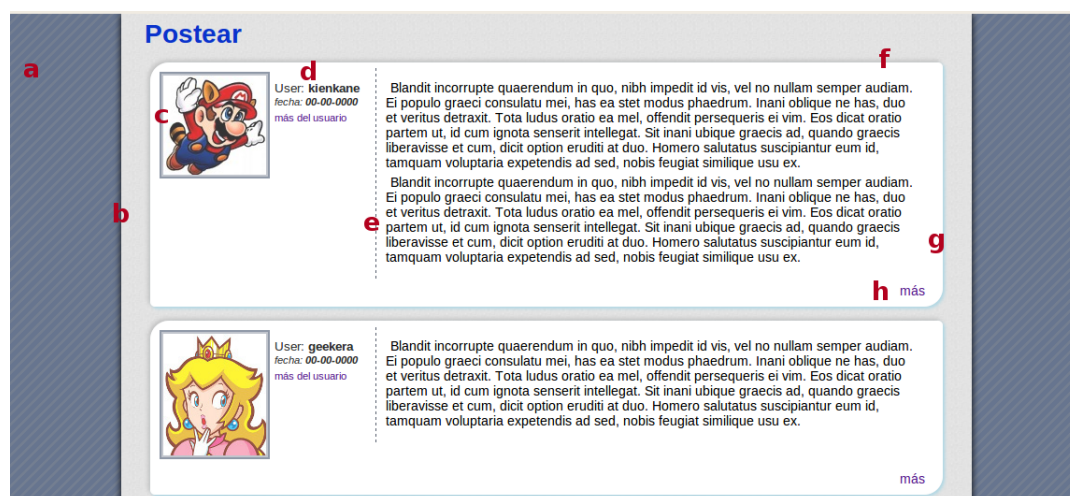 Postear
a
f
d
User: kienkane
fecha: 00-00-0000
más del usuario
c
Blandit incorrupte quaerendum in quo, nibh impedit id vis, vel no nullam semper audiam.
Ei populo graeci consulatu mei, has ea stet modus phaedrum. Inani oblique ne has, duo
et veritus detraxit. Tota ludus oratio ea mel, offendit persequeris ei vim. Eos dicat oratio
partem ut, id cum ignota senserit intellegat. Sit inani ubique graecis ad, quando graecis
liberavisse et cum, dicit option eruditi at duo. Homero salutatus suscipiantur eum id,
tamquam voluptaria expetendis ad sed, nobis feugiat similique usu ex.
Blandit incorrupte quaerendum in quo, nibh impedit id vis, vel no nullam semper audiam.
Ei populo graeci consulatu mei, has ea stet modus phaedrum. Inani oblique ne has, duo
et veritus detraxit. Tota ludus oratio ea mel, offendit persequeris ei vim. Eos dicat oratio
partem ut, id cum ignota senserit intellegat. Sit inani ubique graecis ad, quando graecis
liberavisse et cum, dicit option eruditi at duo. Homero salutatus suscipiantur eum id,
tamquam voluptaria expetendis ad sed, nobis feugiat similique usu ex.
b
e
g
h
más
User: geekera
fecha: 00-00-0000
más del usuario
Blandit incorrupte quaerendum in quo, nibh impedit id vis, vel no nullam semper audiam.
Ei populo graeci consulatu mei, has ea stet modus phaedrum. Inani oblique ne has, duo
et veritus detraxit. Tota ludus oratio ea mel, offendit persequeris ei vim. Eos dicat oratio
partem ut, id cum ignota senserit intellegat. Sit inani ubique graecis ad, quando graecis
liberavisse et cum, dicit option eruditi at duo. Homero salutatus suscipiantur eum id,
tamquam voluptaria expetendis ad sed, nobis feugiat similique usu ex.
más